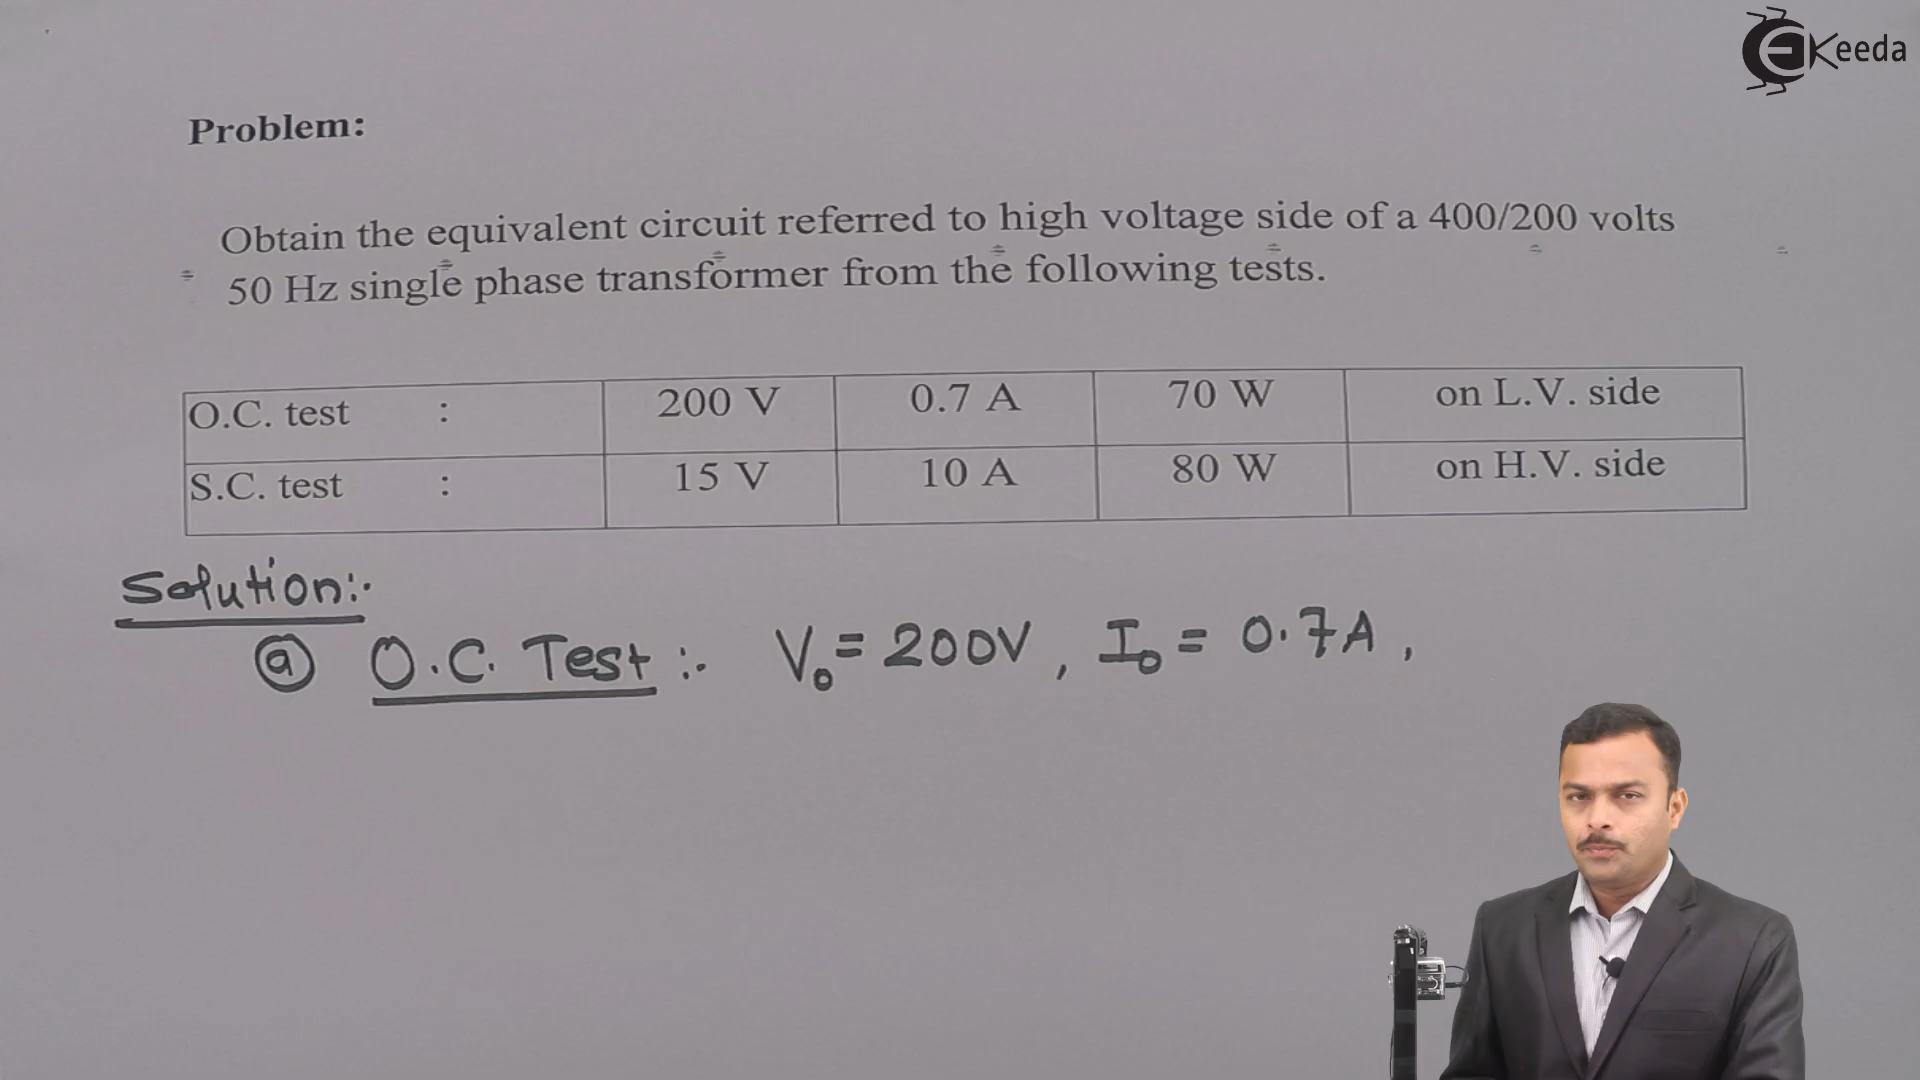 EKeeda
Problem:
Obtain the equivalent circuit referred to high voltage side of a 400/200 volts
50 Hz single phase transformer from the following tests.
O.C. test : 200 V 0.7 A 70 W on L.V. side
S.C. test : 15 V 10 A 80 W on H.V. side
Solution:-
ⓐ O.C. Test :- V₀ = 200V, I₀ = 0.7A,